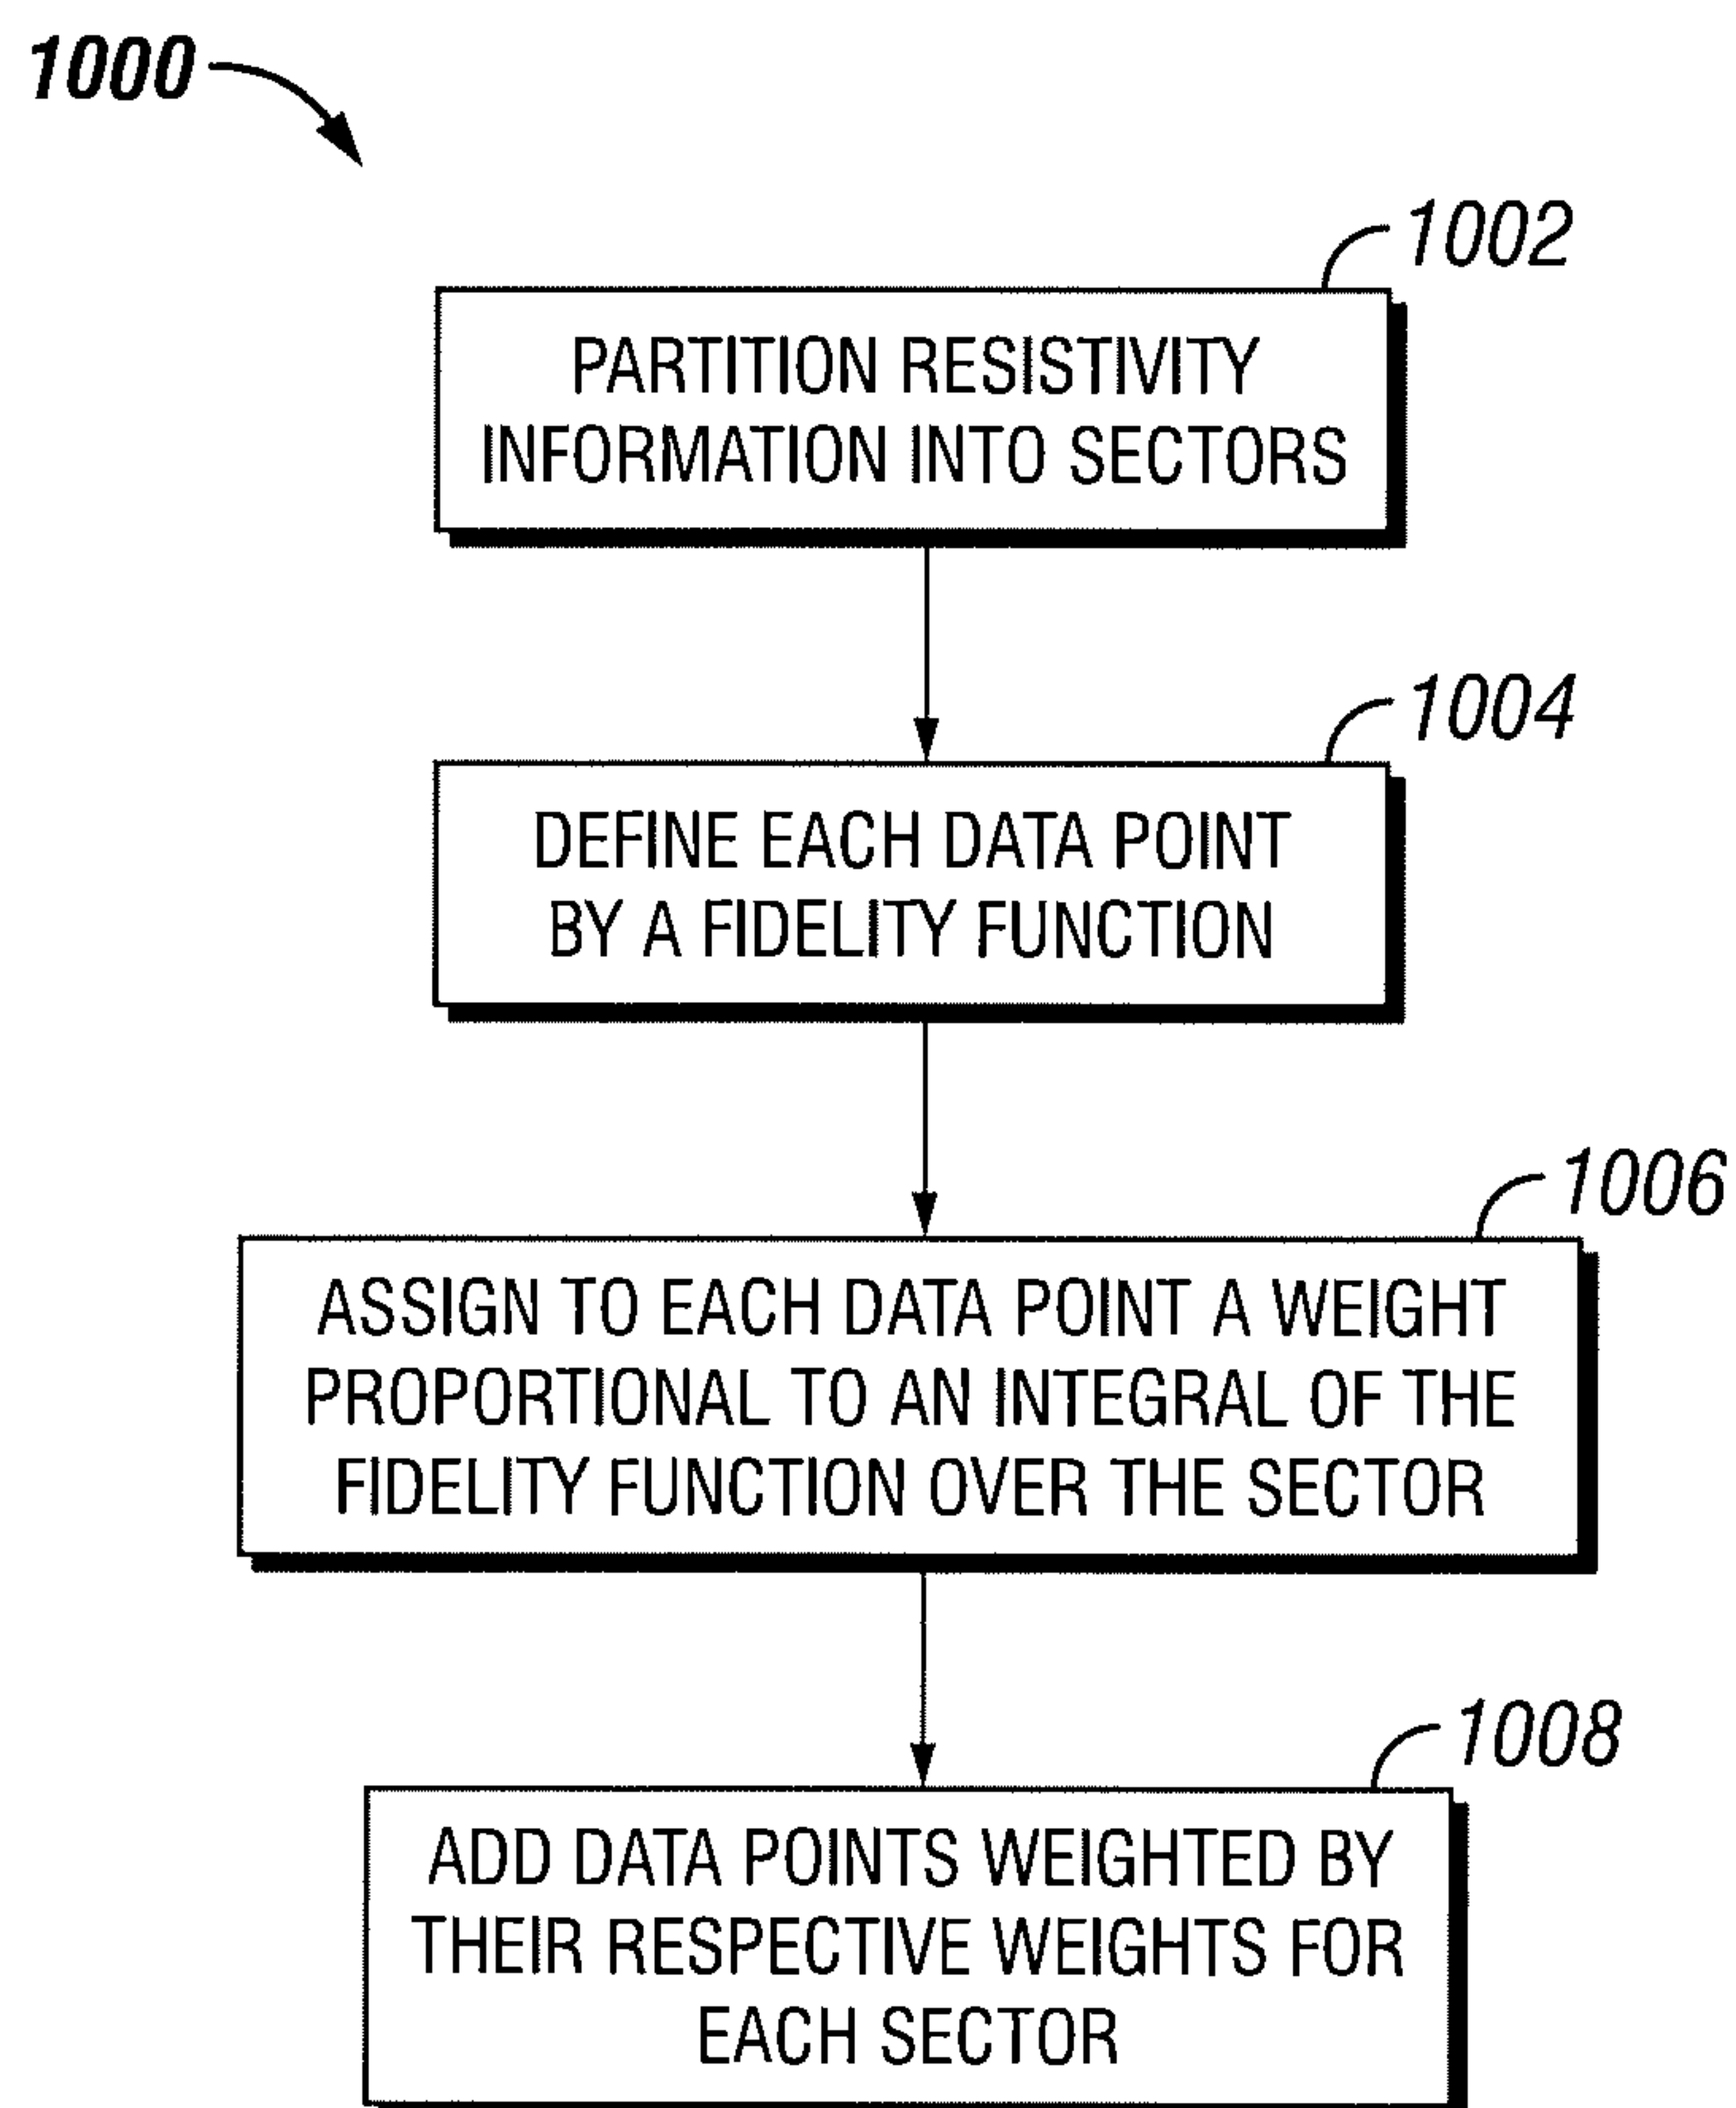 1000
1002
PARTITION RESISTIVITY
INFORMATION INTO SECTORS
1004
DEFINE EACH DATA POINT
BY A FIDELITY FUNCTION
1006
ASSIGN TO EACH DATA POINT A WEIGHT
PROPORTIONAL TO AN INTEGRAL OF THE
FIDELITY FUNCTION OVER THE SECTOR
1008
ADD DATA POINTS WEIGHTED BY
THEIR RESPECTIVE WEIGHTS FOR
EACH SECTOR